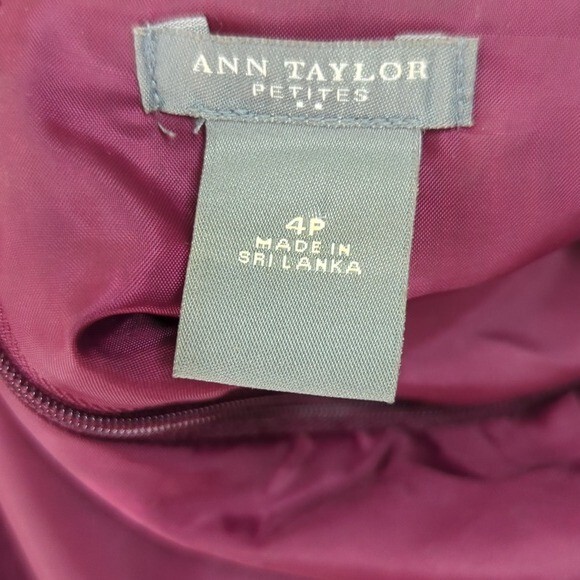 ANN TAYLOR
PETITES
4P
MADE IN
SRI LANKA